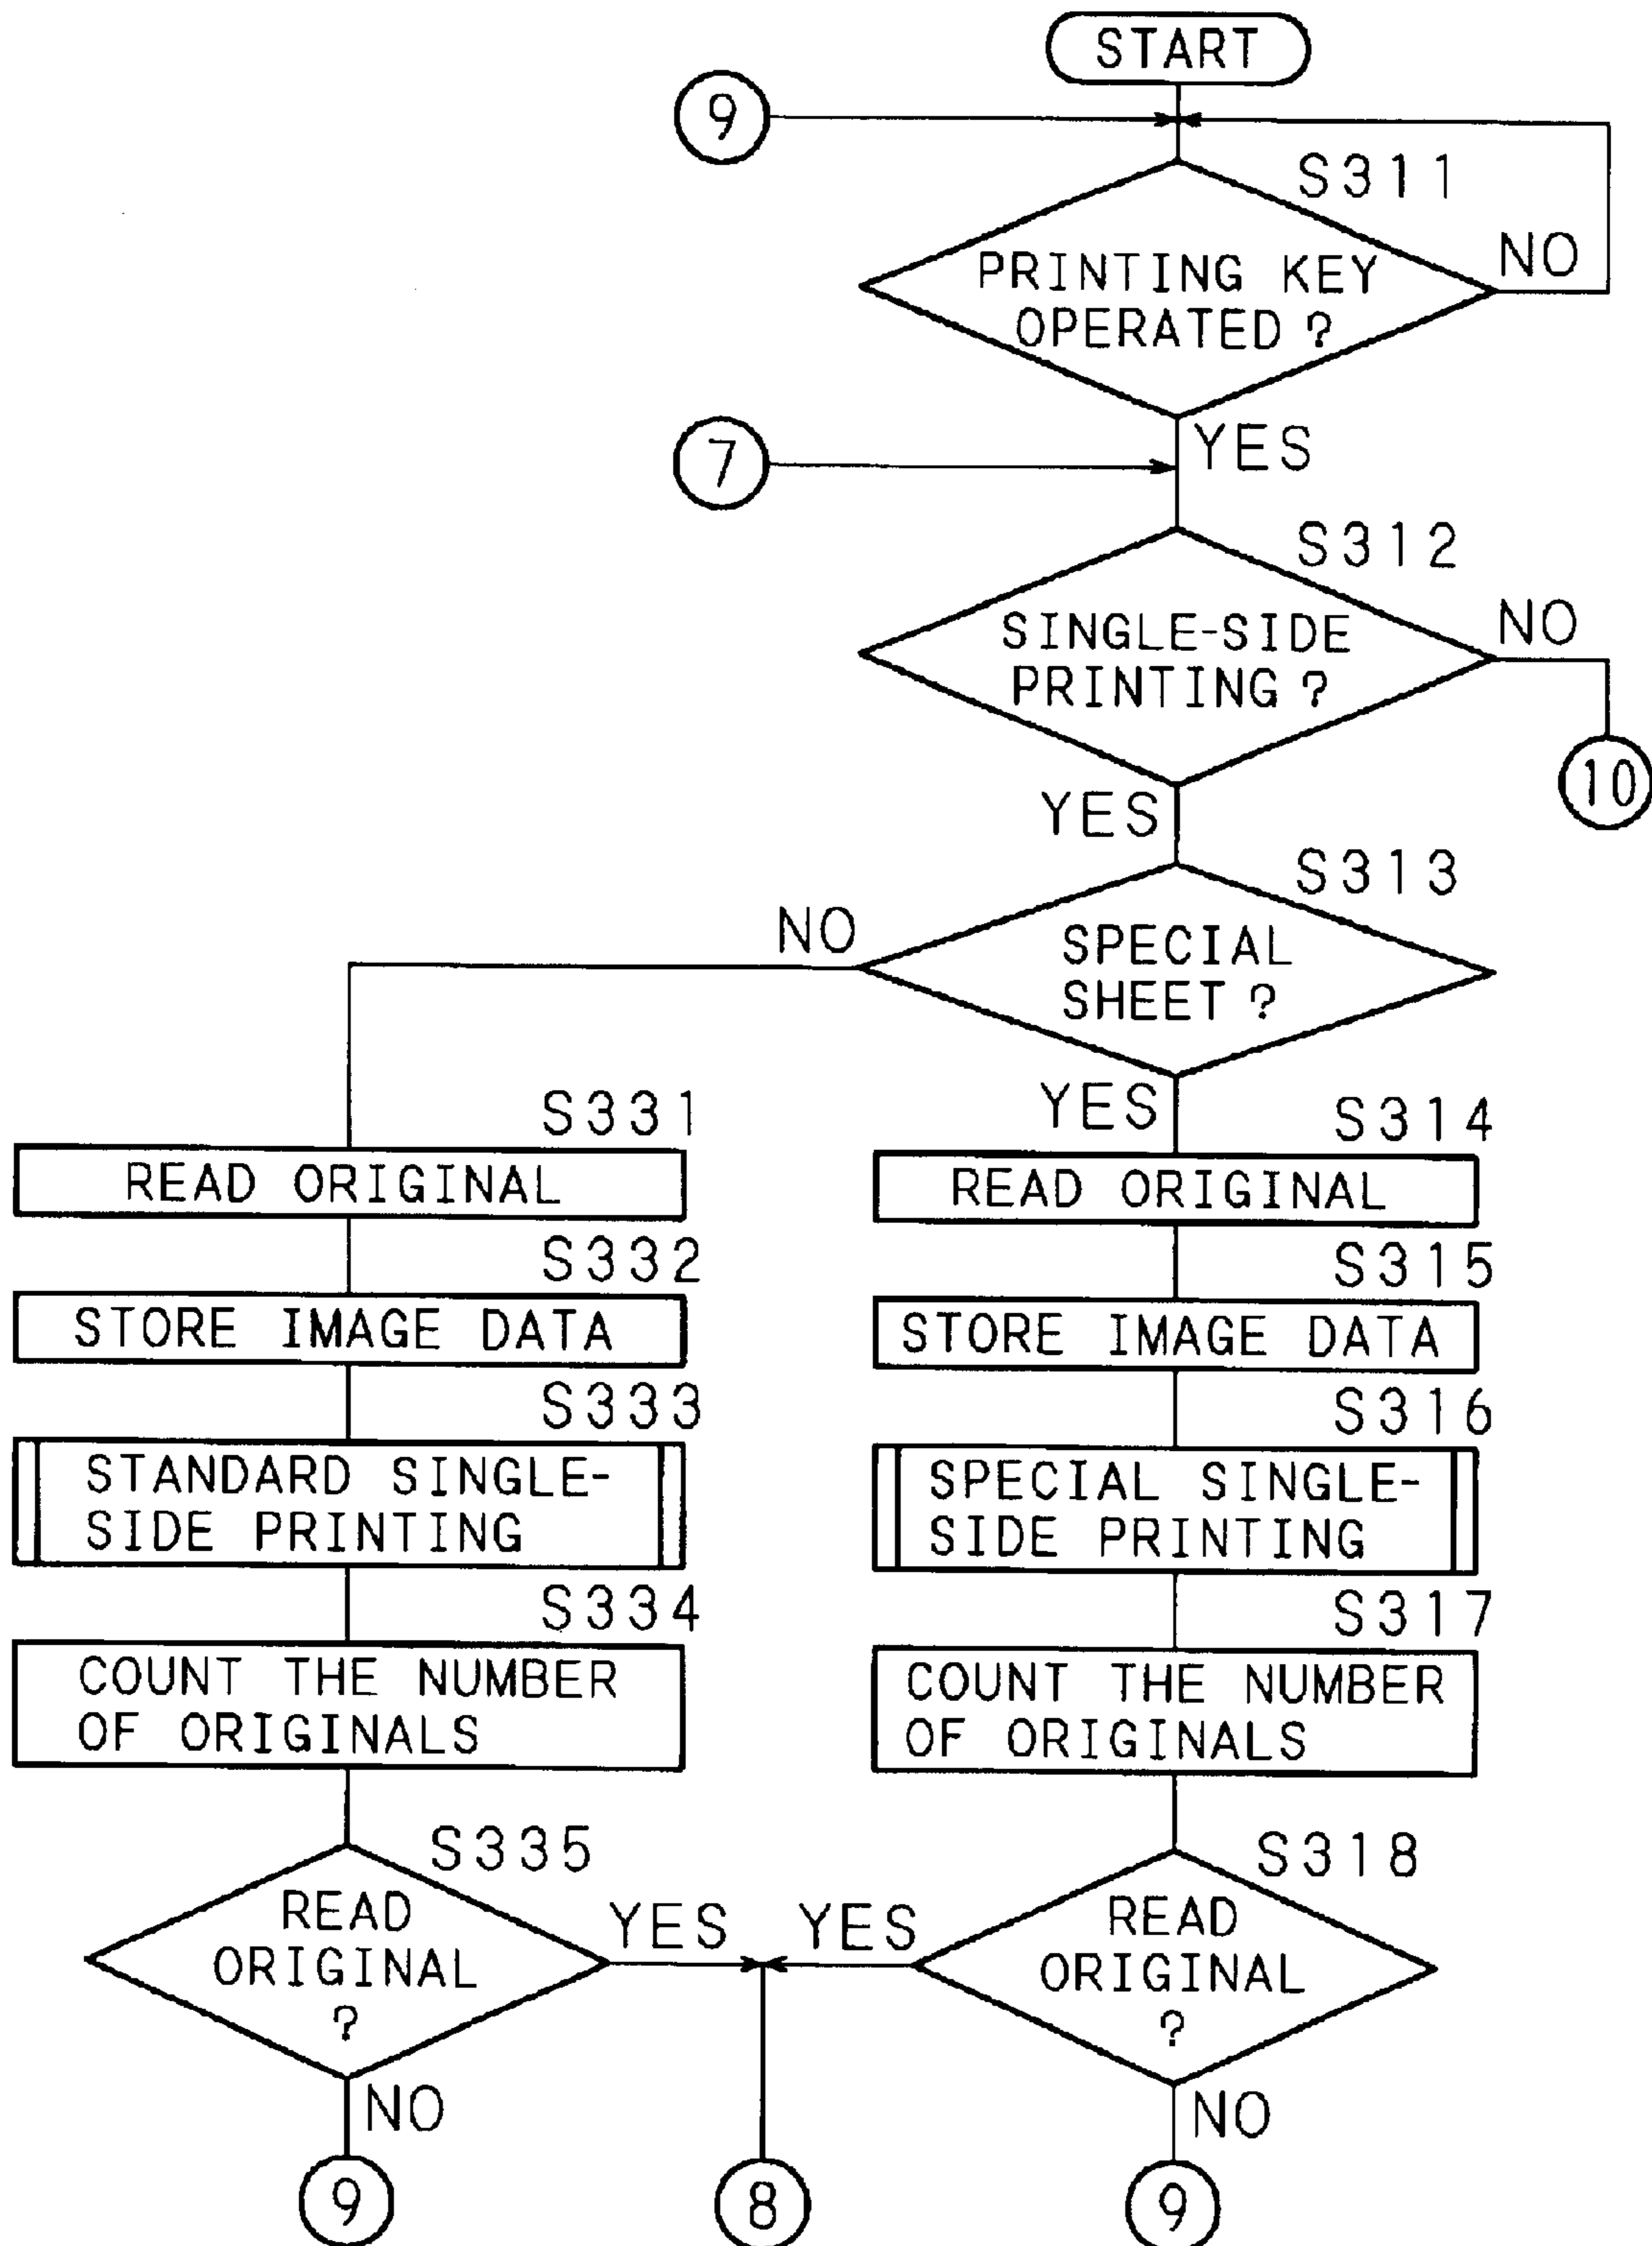 START
9
S311
PRINTING KEY
OPERATED ?
NO
7
YES
S312
SINGLE-SIDE
PRINTING ?
NO
10
YES
S313
NO
SPECIAL
SHEET ?
YES
S331
READ ORIGINAL
S332
STORE IMAGE DATA
S333
STANDARD SINGLE-
SIDE PRINTING
S334
COUNT THE NUMBER
OF ORIGINALS
S335
READ
ORIGINAL
?
YES
NO
9
S314
READ ORIGINAL
S315
STORE IMAGE DATA
S316
SPECIAL SINGLE-
SIDE PRINTING
S317
COUNT THE NUMBER
OF ORIGINALS
S318
READ
ORIGINAL
?
YES
8
NO
9